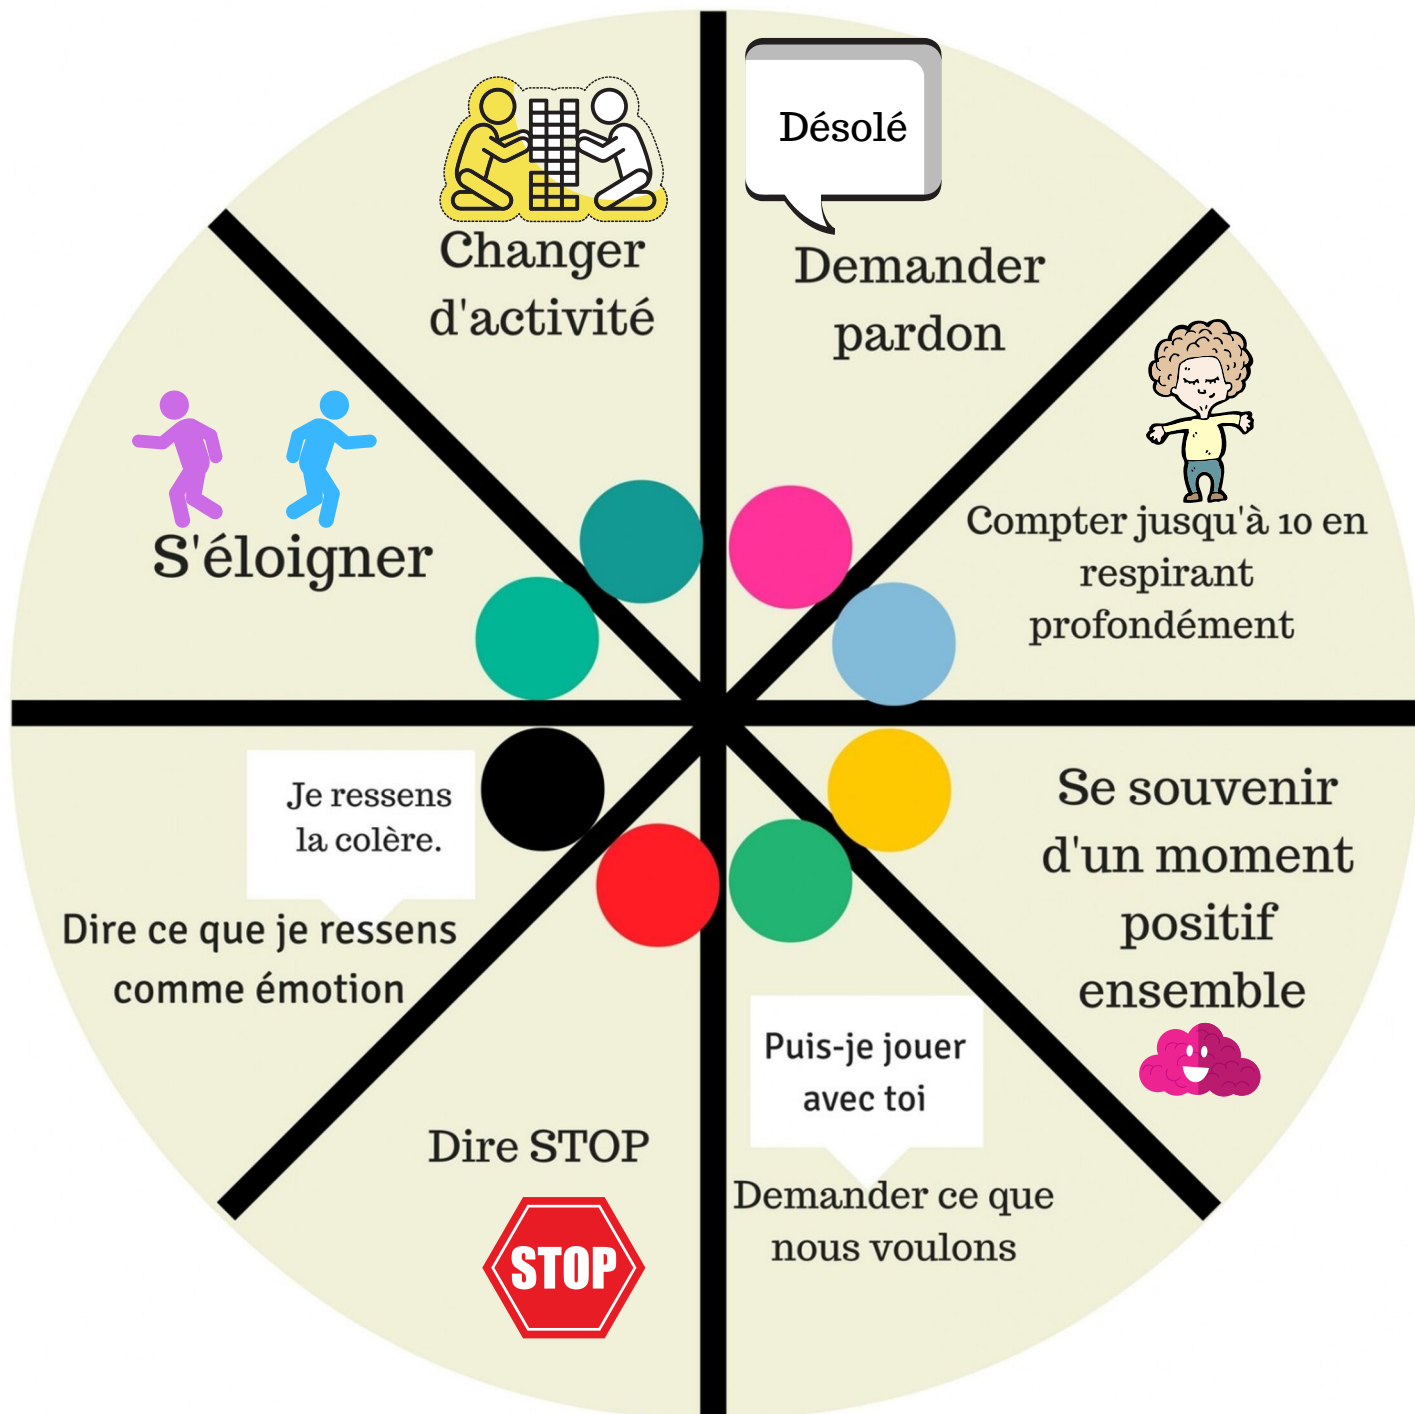 Désolé
Demander
pardon
Compter jusqu'à 10 en
respirant
profondément
Se souvenir
d'un moment
positif
ensemble
Puis-je jouer
avec toi
Demander ce que
nous voulons
Dire STOP
STOP
Je ressens
la colère.
Dire ce que je ressens
comme émotion
S'éloigner
Changer
d'activité